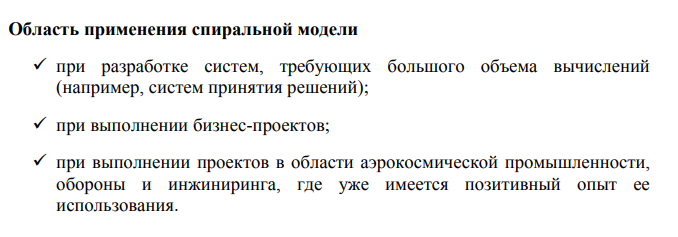 Область применения спиральной модели
✓ при разработке систем, требующих большого объема вычислений
(например, систем принятия решений);
✓ при выполнении бизнес-проектов;
✓ при выполнении проектов в области аэрокосмической промышленности,
обороны и инжиниринга, где уже имеется позитивный опыт ее
использования.